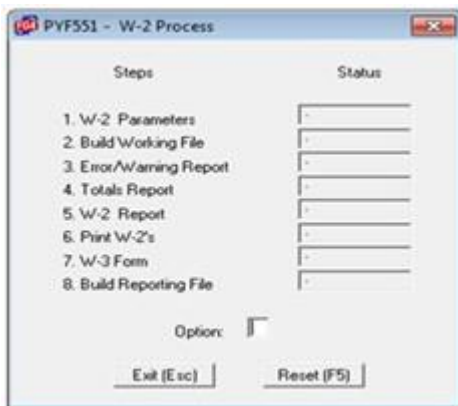 PYF551 - W-2 Process
Steps Status
1. W-2 Parameters -
2. Build Working File -
3. Error/Warning Report -
4. Totals Report -
5. W-2 Report -
6. Print W-2's -
7. W-3 Form -
8. Build Reporting File -
Option:
Exit (Esc) Reset (F5)